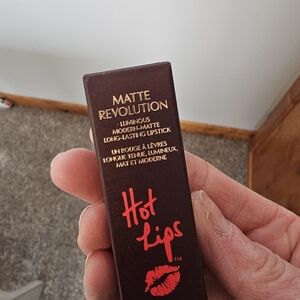 MATTE
REVOLUTION
LUMINOUS
MODERN-MATTE
LONG-LASTING LIPSTICK
UN ROUGE À LÈVRES
LONGUE TENUE, LUMINEUX,
MAT ET MODERNE
Hot
Lips
TM